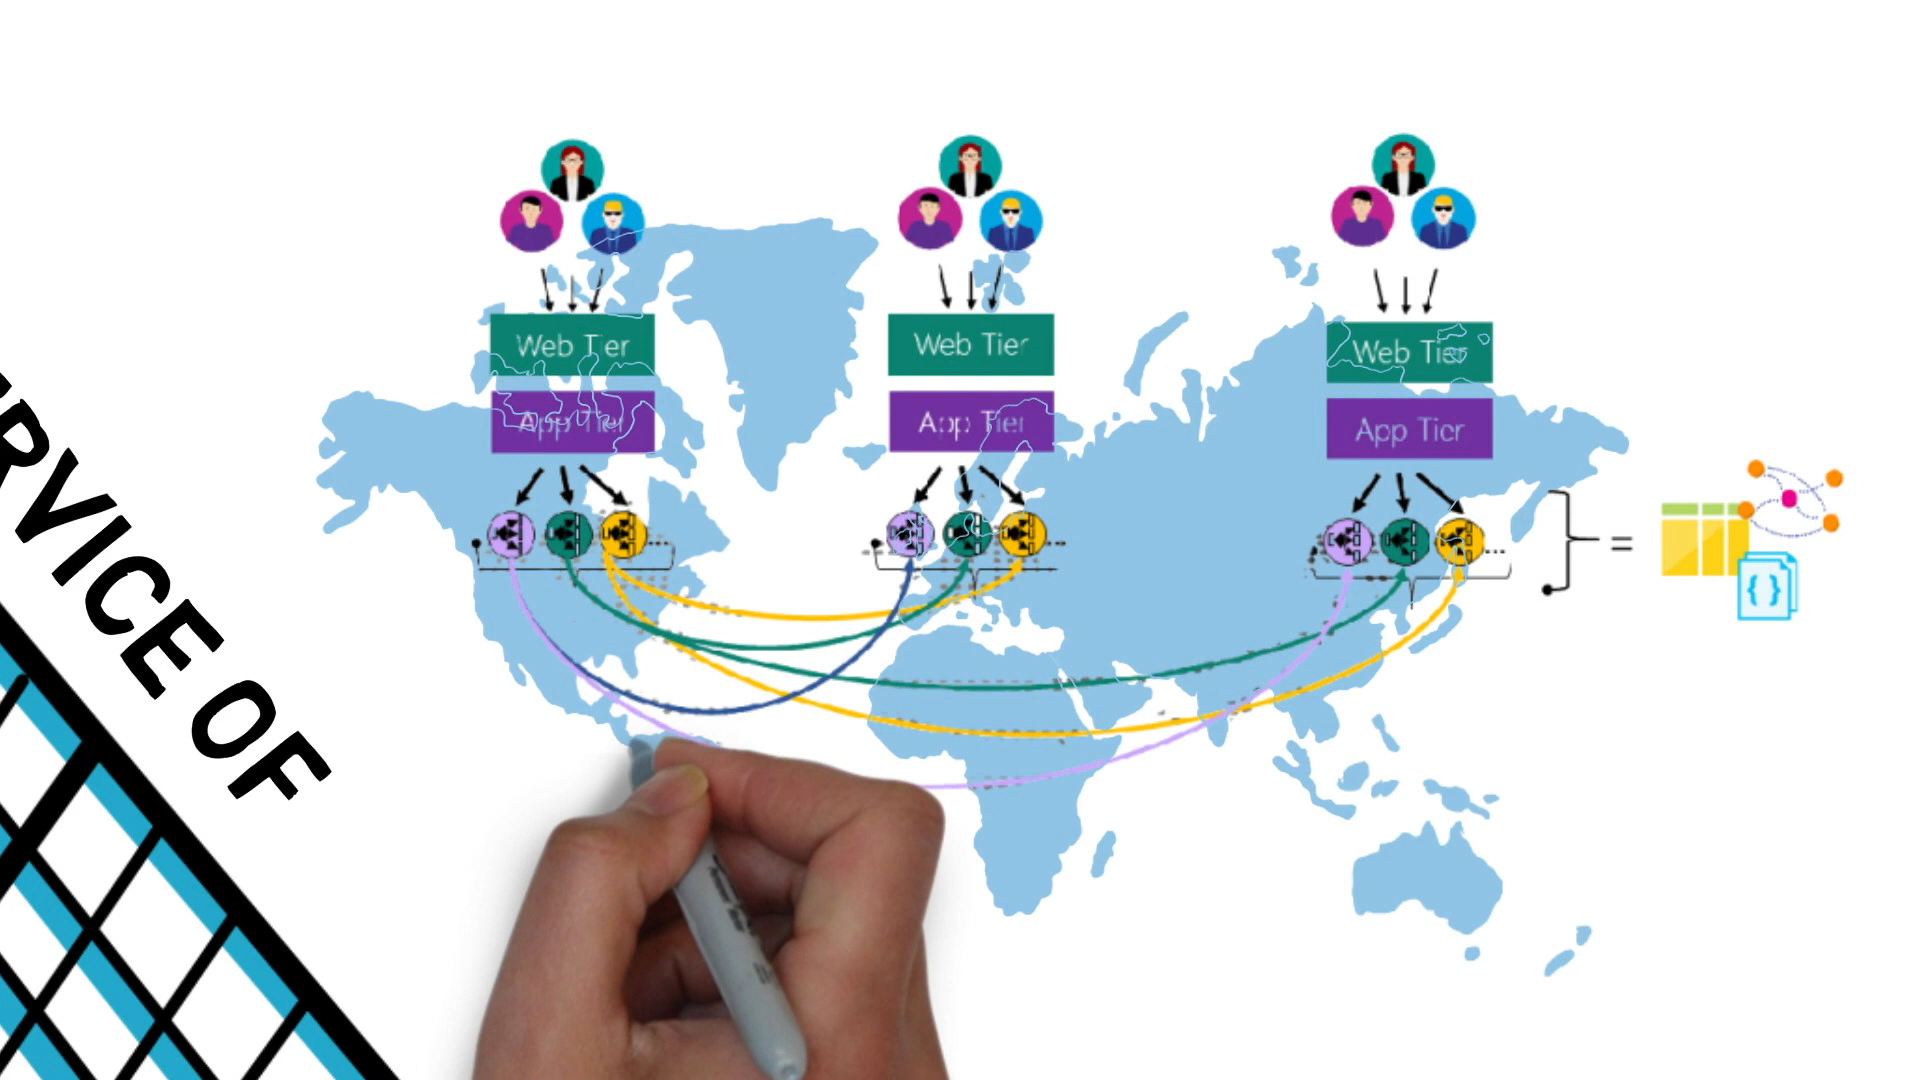 RVICE OF
Web Tier
App Tier
Web Tier
App Tier
Web Tier
App Tier
=
{ }